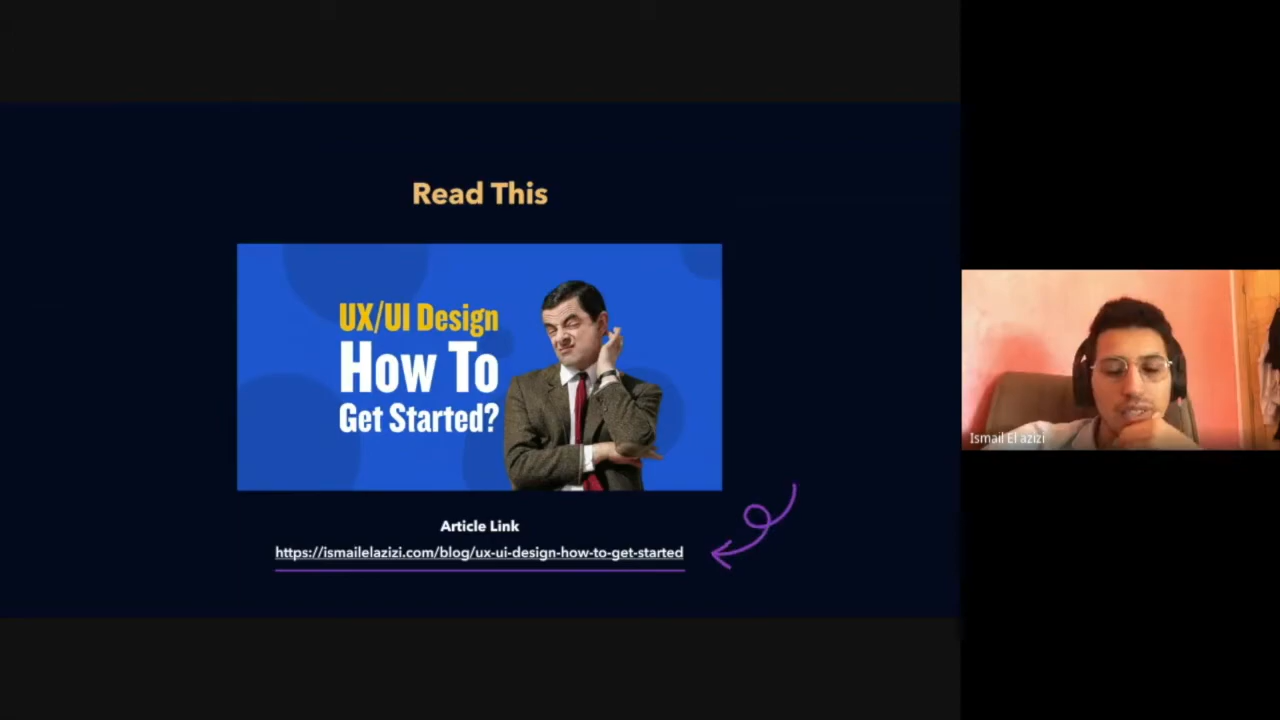 Read This
UX/UI Design
How To
Get Started?
Article Link
https://ismailelazizi.com/blog/ux-ui-design-how-to-get-started
Ismail El azizi